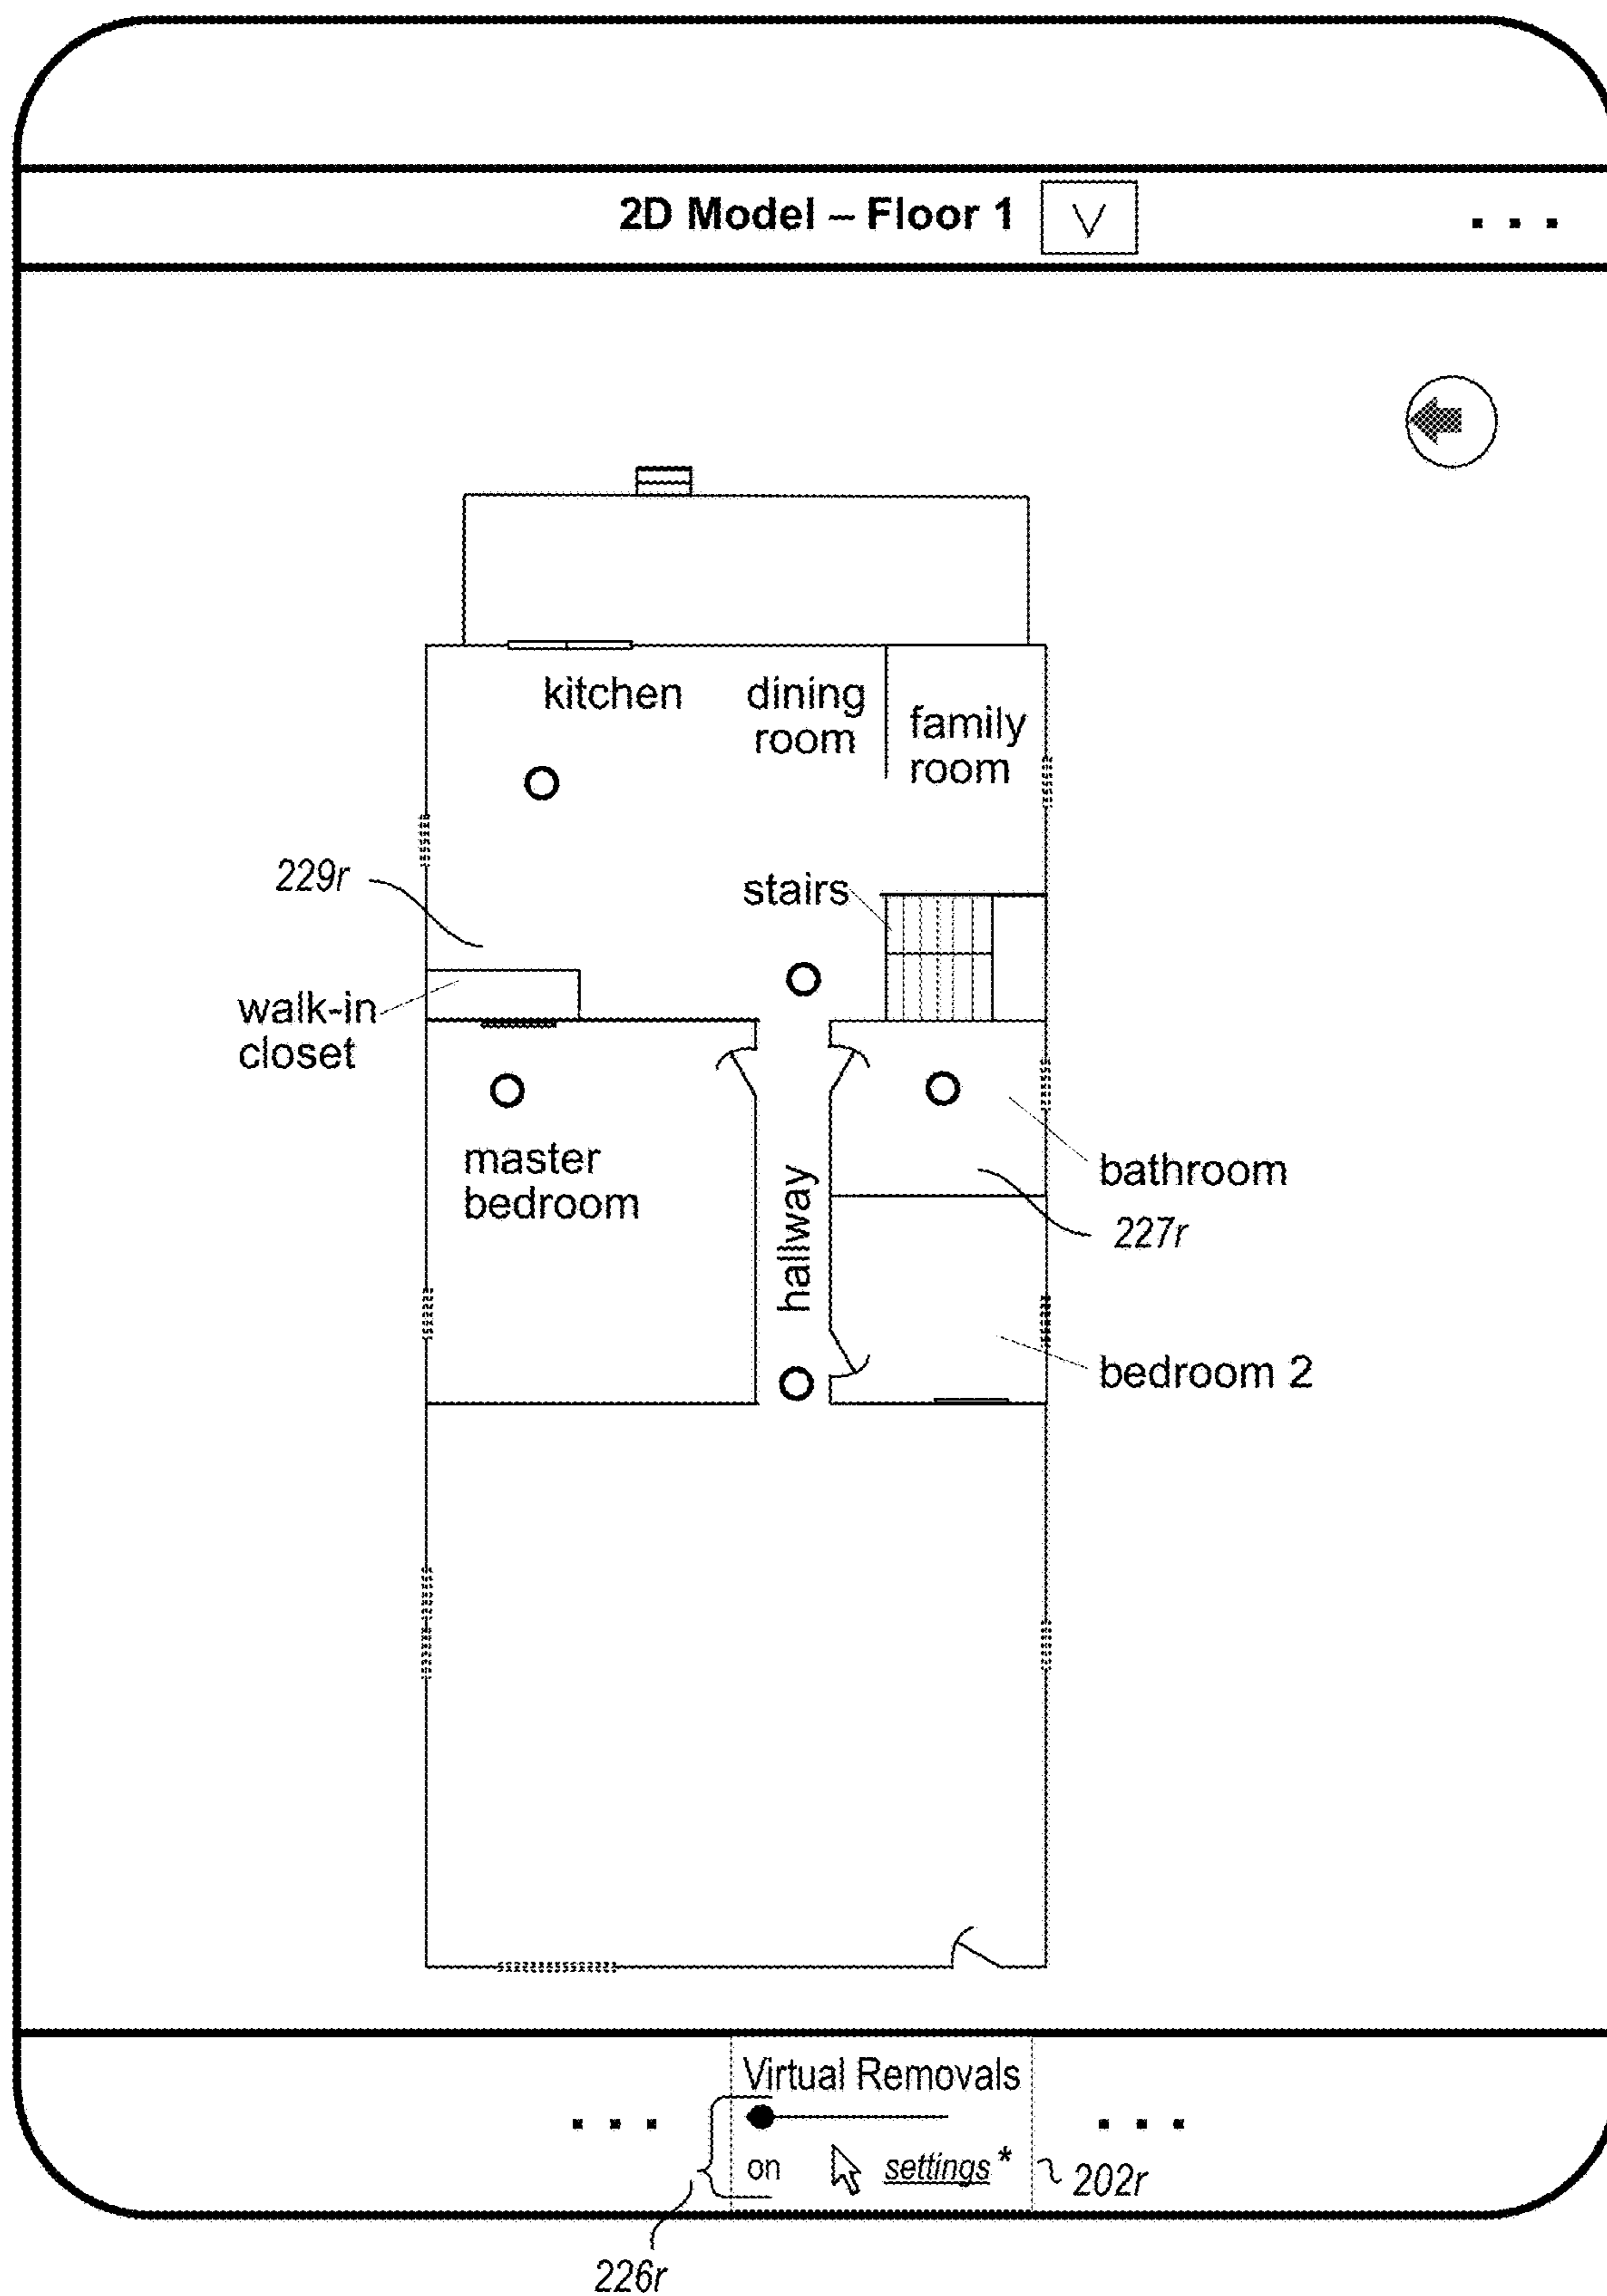 2D Model – Floor 1 V . . .
kitchen
dining
room
family
room
229r
stairs
walk-in
closet
master
bedroom
hallway
bathroom
227r
bedroom 2
Virtual Removals
. . . . . .
on settings*
202r
226r